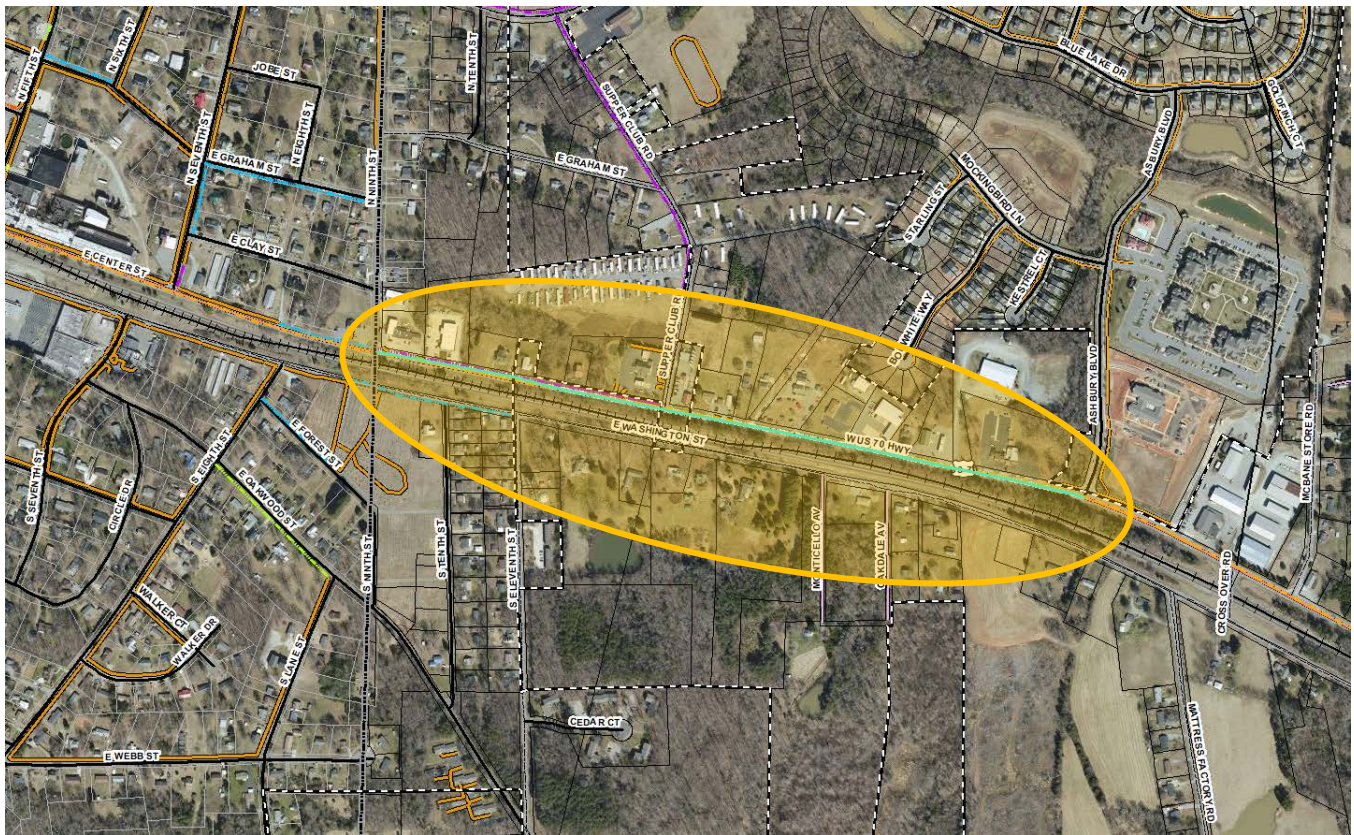 N FIFTH ST
N SIXTH ST
JOBE ST
N SEVENTH ST
N EIGHTH ST
E GRAHAM ST
N NINTH ST
N TENTH ST
SUPPER CLUB RD
E GRAHAM ST
BLUE LAKE DR
GOLDFINCH CT
ASHBURY BLVD
MOCKINGBIRD LN
STARLING ST
KESTREL CT
BOBWHITE WAY
E CLAY ST
E CENTER ST
SUPPER CLUB R
ASHBURY BLVD
MCBANE STORE RD
W US 70 HWY
E WASHINGTON ST
S SEVENTH ST
CIRCLE DR
S EIGHTH ST
E FOREST ST
E OAKWOOD ST
S NINTH ST
S TENTH ST
S ELEVENTH ST
MONTICELLO AV
OAKDALE AV
CROSS OVER RD
WALKER CT
WALKER DR
S LANE ST
MATTRESS FACTORY RD
CEDAR CT
E WEBB ST